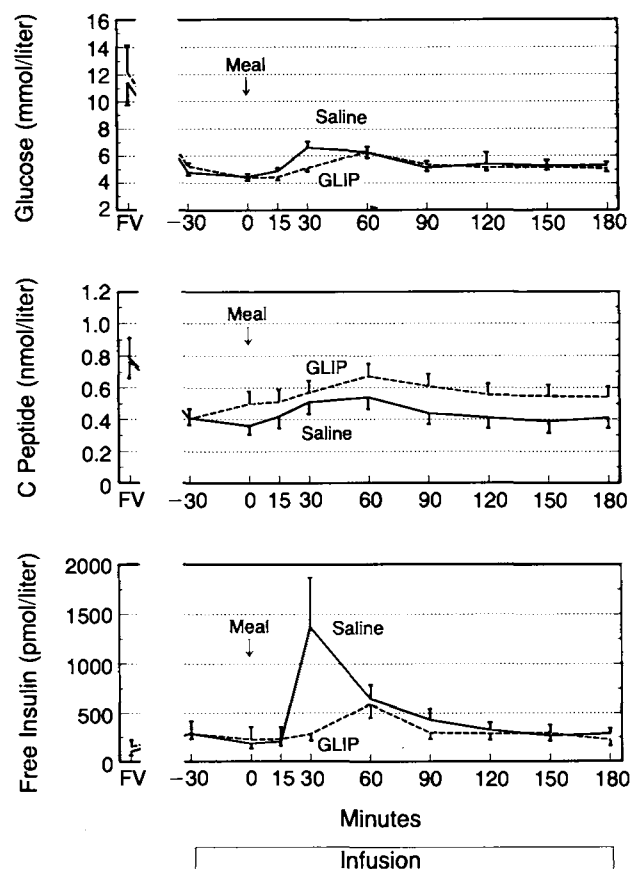 Glucose (mmol/liter)
16
14
12
10
8
6
4
2
Meal
Saline
GLIP
FV
−30
0
15
30
60
90
120
150
180
C Peptide (nmol/liter)
1.2
1.0
0.8
0.6
0.4
0.2
0
Meal
GLIP
Saline
FV
−30
0
15
30
60
90
120
150
180
Free Insulin (pmol/liter)
2000
1500
1000
500
0
Meal
Saline
GLIP
FV
−30
0
15
30
60
90
120
150
180
Minutes
Infusion